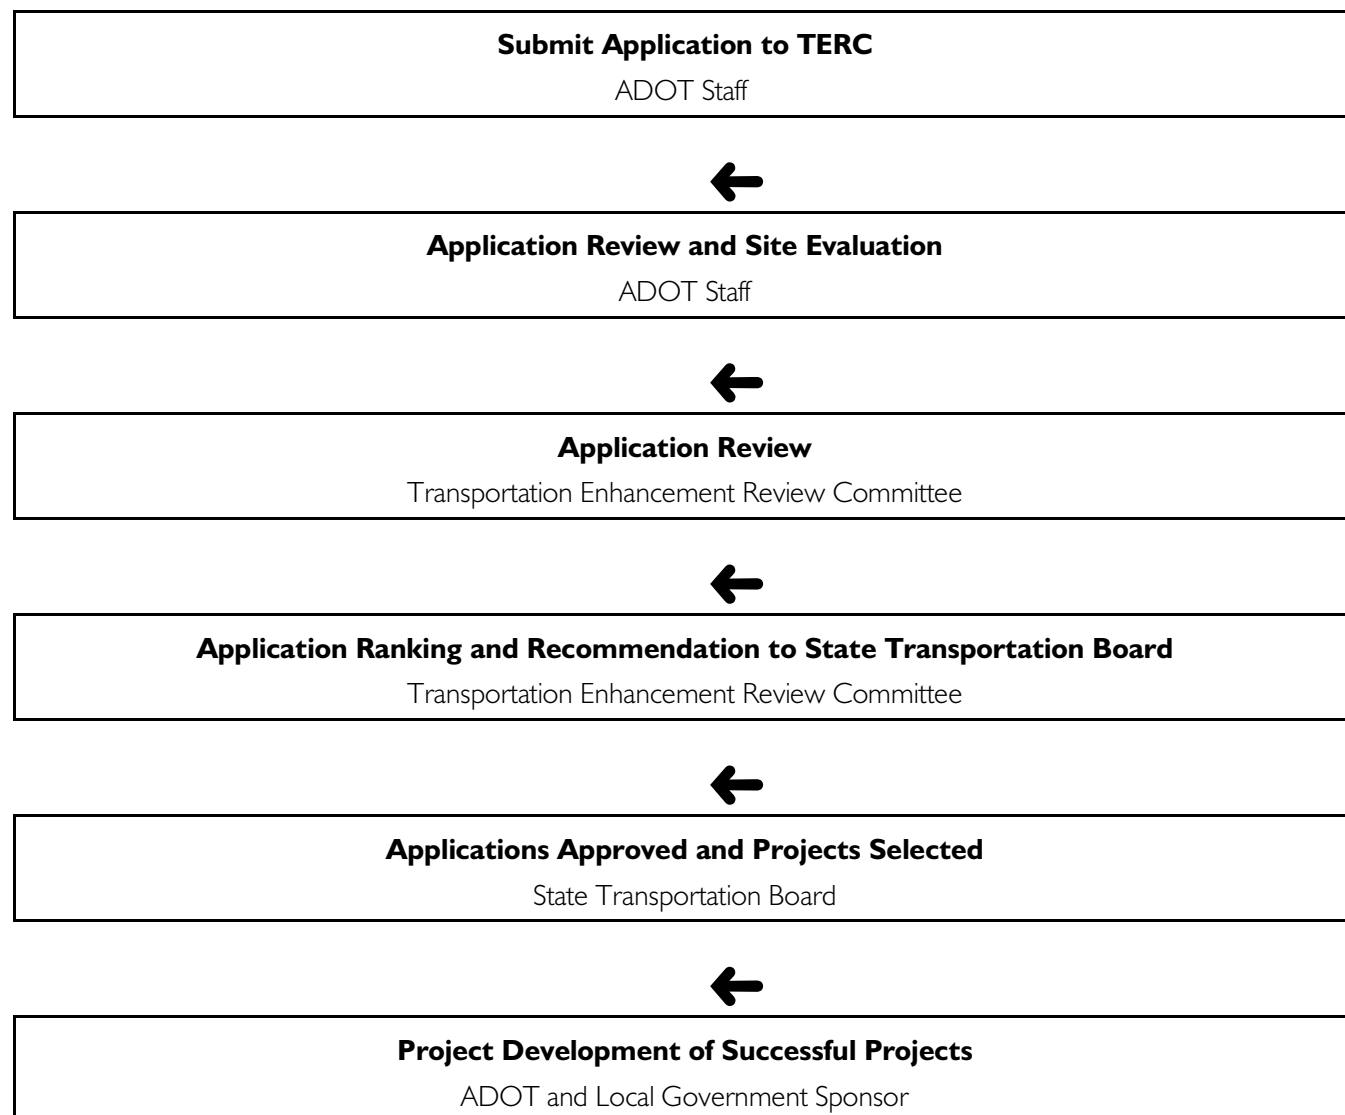 Submit Application to TERC
ADOT Staff
Application Review and Site Evaluation
ADOT Staff
Application Review
Transportation Enhancement Review Committee
Application Ranking and Recommendation to State Transportation Board
Transportation Enhancement Review Committee
Applications Approved and Projects Selected
State Transportation Board
Project Development of Successful Projects
ADOT and Local Government Sponsor